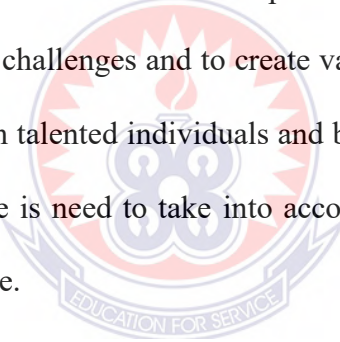 challenges and to create va
n talented individuals and b
e is need to take into acco
e.
EDUCATION FOR SERVICE